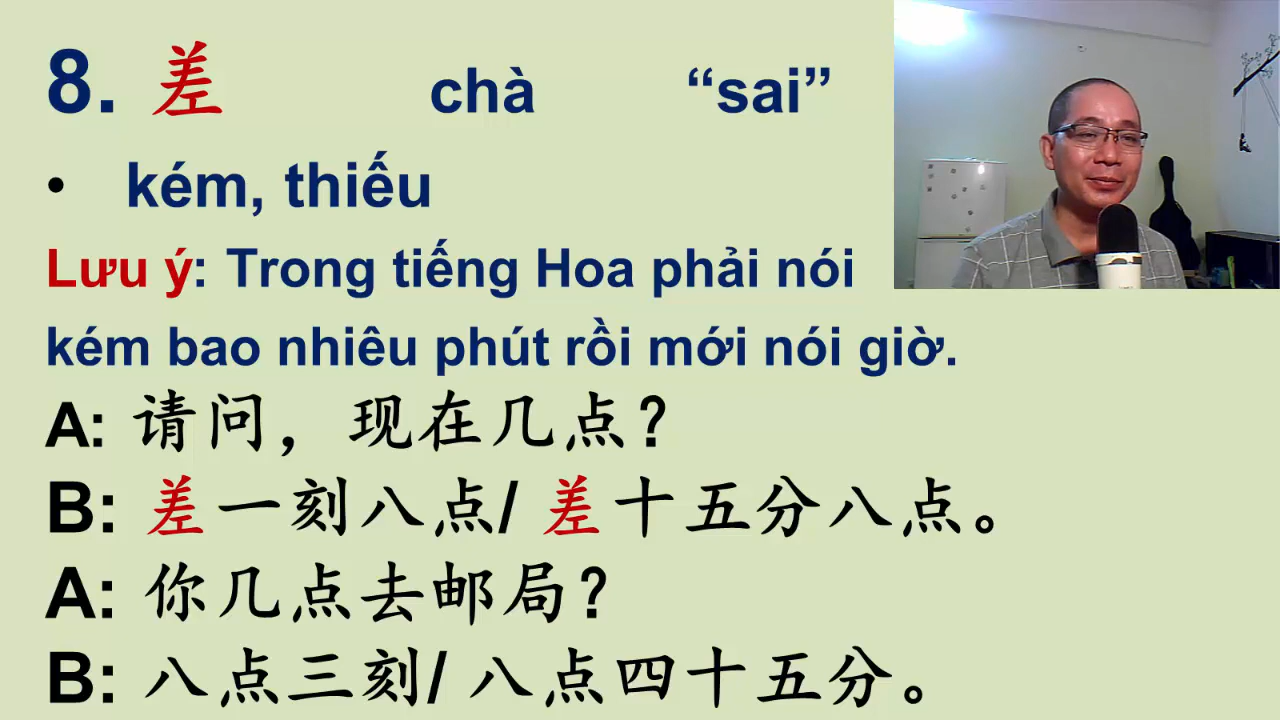 8. 差 chà “sai”
• kém, thiếu
Lưu ý: Trong tiếng Hoa phải nói
kém bao nhiêu phút rồi mới nói giờ.
A: 请问，现在几点？
B: 差一刻八点/ 差十五分八点。
A: 你几点去邮局？
B: 八点三刻/ 八点四十五分。